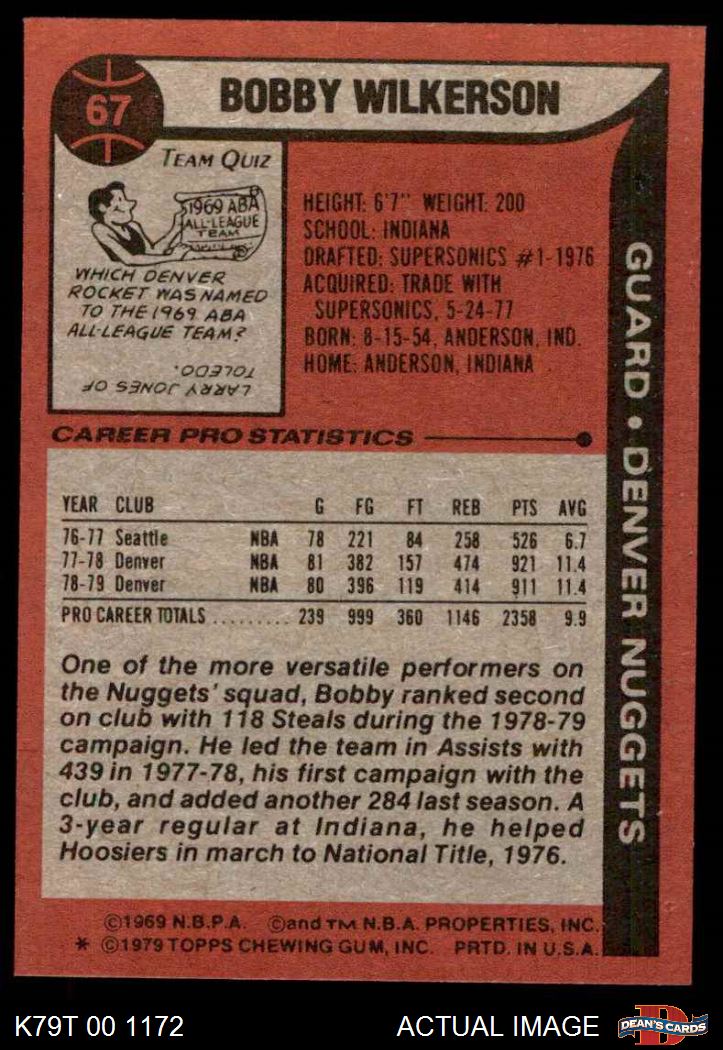 67
BOBBY WILKERSON
TEAM QUIZ
1969 ABA
ALL-LEAGUE
TEAM
WHICH DENVER
ROCKET WAS NAMED
TO THE 1969 ABA
ALL-LEAGUE TEAM?
LARRY JONES OF
TOLEDO.
HEIGHT: 6'7" WEIGHT: 200
SCHOOL: INDIANA
DRAFTED: SUPERSONICS #1-1976
ACQUIRED: TRADE WITH
SUPERSONICS, 5-24-77
BORN: 8-15-54, ANDERSON, IND.
HOME: ANDERSON, INDIANA
GUARD • DENVER NUGGETS
CAREER PRO STATISTICS
YEAR CLUB G FG FT REB PTS AVG
76-77 Seattle NBA 78 221 84 258 526 6.7
77-78 Denver NBA 81 382 157 474 921 11.4
78-79 Denver NBA 80 396 119 414 911 11.4
PRO CAREER TOTALS ......... 239 999 360 1146 2358 9.9
One of the more versatile performers on
the Nuggets' squad, Bobby ranked second
on club with 118 Steals during the 1978-79
campaign. He led the team in Assists with
439 in 1977-78, his first campaign with the
club, and added another 284 last season. A
3-year regular at Indiana, he helped
Hoosiers in march to National Title, 1976.
©1969 N.B.P.A. ©and TM N.B.A. PROPERTIES, INC.
* ©1979 TOPPS CHEWING GUM, INC. PRTD. IN U.S.A.
K79T 00 1172
ACTUAL IMAGE
D
DEAN'S CARDS